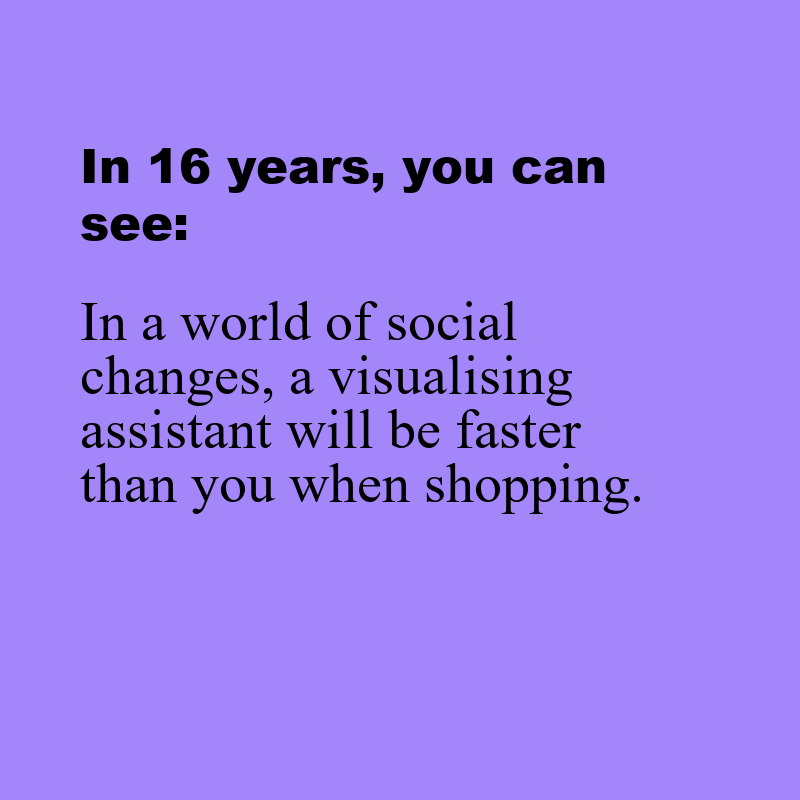 In 16 years, you can
see:
In a world of social
changes, a visualising
assistant will be faster
than you when shopping.